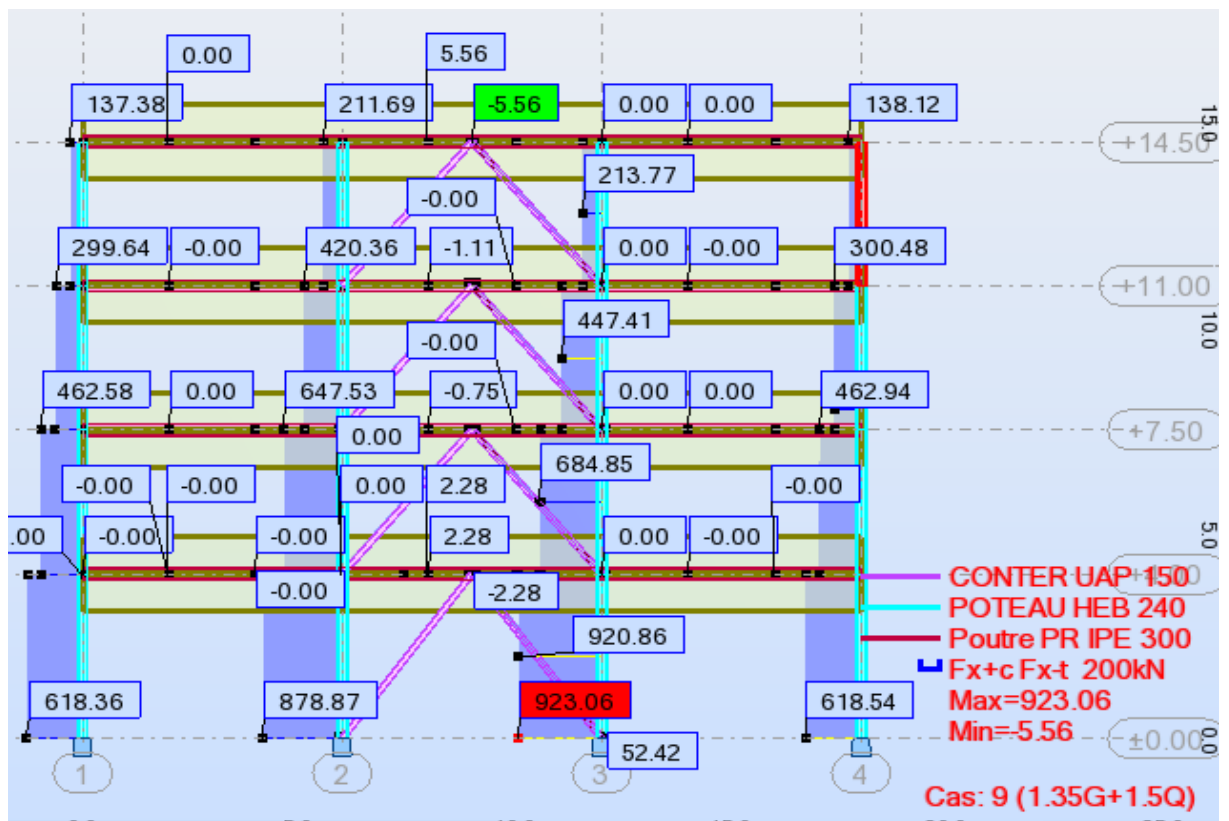 0.00 5.56
137.38 211.69 -5.56 0.00 0.00 138.12
15.0
+14.50
213.77
-0.00
299.64 -0.00 420.36 -1.11 0.00 -0.00 300.48
+11.00
447.41
10.0
-0.00
462.58 0.00 647.53 -0.75 0.00 0.00 462.94
+7.50
0.00
684.85
-0.00 -0.00 0.00 2.28 -0.00
.00 -0.00 -0.00 2.28 0.00 -0.00
5.0
CONTER UAP 150
+4.00
-0.00 -2.28
POTEAU HEB 240
920.86
Poutre PR IPE 300
Fx+c Fx-t 200kN
618.36 878.87 923.06 618.54
Max=923.06
Min=-5.56
±0.00
0.0
52.42
1 2 3 4
Cas: 9 (1.35G+1.5Q)